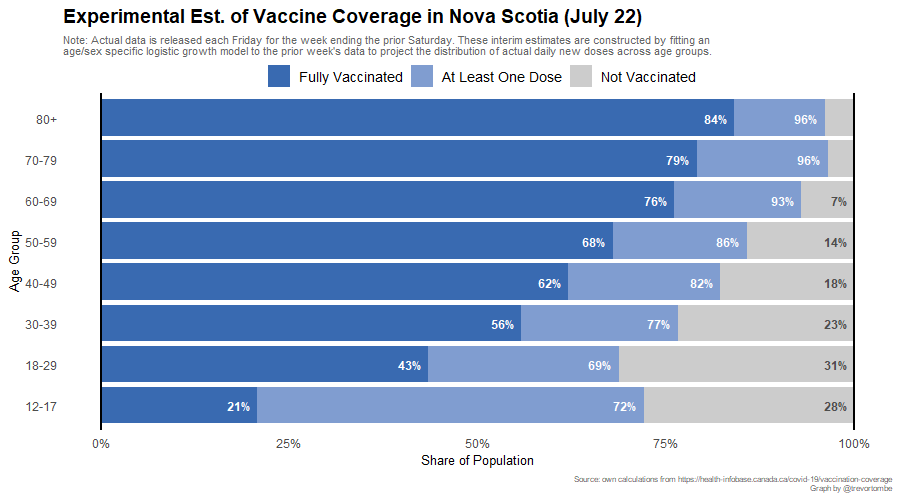 Experimental Est. of Vaccine Coverage in Nova Scotia (July 22)
Note: Actual data is released each Friday for the week ending the prior Saturday. These interim estimates are constructed by fitting an
age/sex specific logistic growth model to the prior week's data to project the distribution of actual daily new doses across age groups.
Fully Vaccinated At Least One Dose Not Vaccinated
Age Group
80+ 84% 96%
70-79 79% 96%
60-69 76% 93% 7%
50-59 68% 86% 14%
40-49 62% 82% 18%
30-39 56% 77% 23%
18-29 43% 69% 31%
12-17 21% 72% 28%
0% 25% 50% 75% 100%
Share of Population
Source: own calculations from https://health-infobase.canada.ca/covid-19/vaccination-coverage
Graph by @trevortombe